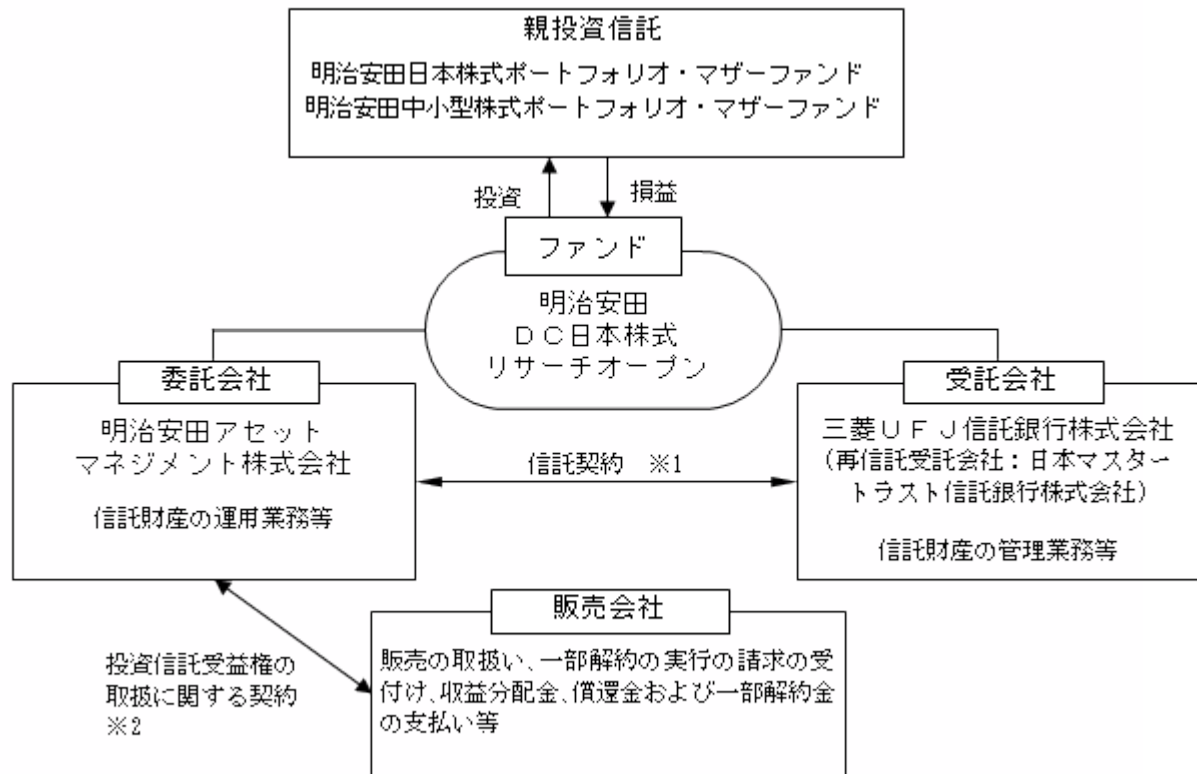 親投資信託
明治安田日本株式ポートフォリオ・マザーファンド
明治安田中小型株式ポートフォリオ・マザーファンド
投資
損益
ファンド
明治安田
ＤＣ日本株式
リサーチオープン
委託会社
明治安田アセット
マネジメント株式会社
信託財産の運用業務等
信託契約　※1
受託会社
三菱ＵＦＪ信託銀行株式会社
（再信託受託会社：日本マスター
トラスト信託銀行株式会社）
信託財産の管理業務等
投資信託受益権の
取扱に関する契約
※2
販売会社
販売の取扱い、一部解約の実行の請求の受
付け、収益分配金、償還金および一部解約金
の支払い等